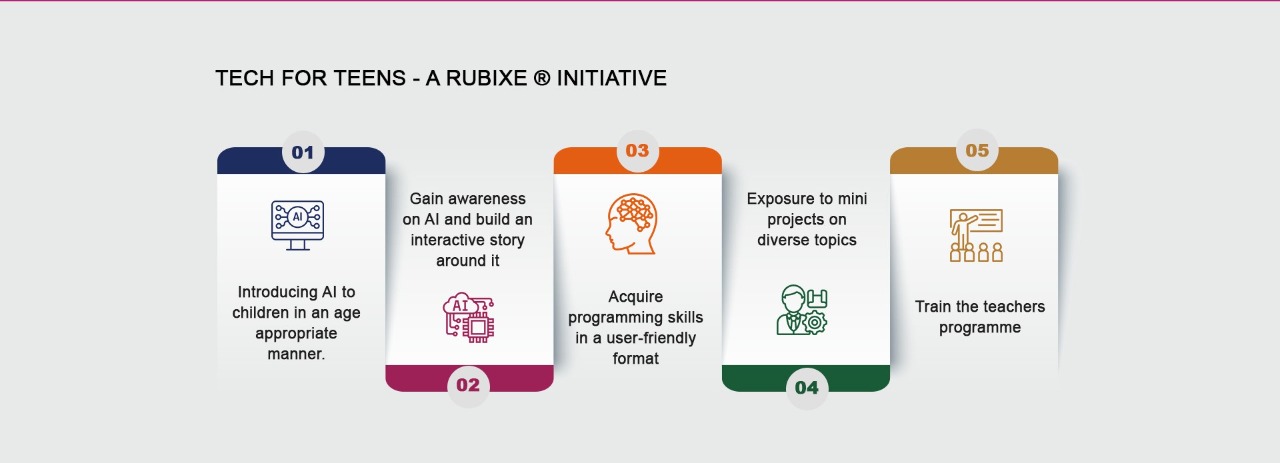 TECH FOR TEENS - A RUBIXE ® INITIATIVE
01
AI
Introducing AI to
children in an age
appropriate
manner.
Gain awareness
on AI and build an
interactive story
around it
AI
02
03
Acquire
programming skills
in a user-friendly
format
Exposure to mini
projects on
diverse topics
04
05
Train the teachers
programme